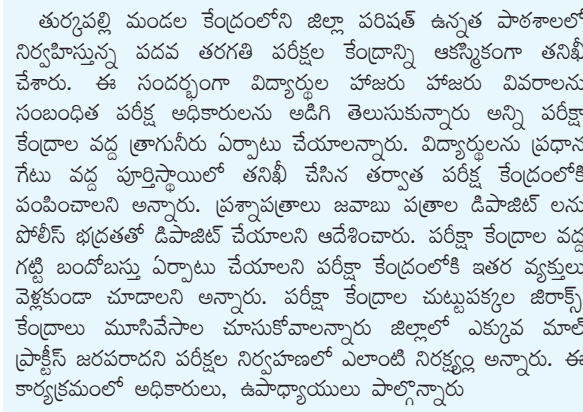 తుర్కపల్లి మండల కేంద్రంలోని జిల్లా పరిషత్ ఉన్నత పాఠశాలలో
నిర్వహిస్తున్న పదవ తరగతి పరీక్షల కేంద్రాన్ని ఆకస్మికంగా తనిఖీ
చేశారు. ఈ సందర్భంగా విద్యార్థుల హాజరు హాజరు వివరాలను
సంబంధిత పరీక్ష అధికారులను అడిగి తెలుసుకున్నారు అన్ని పరీక్షా
కేంద్రాల వద్ద త్రాగునీరు ఏర్పాటు చేయాలన్నారు. విద్యార్థులను ప్రధాన
గేటు వద్ద పూర్తిస్థాయిలో తనిఖీ చేసిన తర్వాత పరీక్ష కేంద్రంలోకి
పంపించాలని అన్నారు. ప్రశ్నాపత్రాలు జవాబు పత్రాల డిపాజిట్ లను
పోలీస్ భద్రతతో డిపాజిట్ చేయాలని ఆదేశించారు. పరీక్షా కేంద్రాల వద్ద
గట్టి బందోబస్తు ఏర్పాటు చేయాలని పరీక్షా కేంద్రంలోకి ఇతర వ్యక్తులు
వెళ్లకుండా చూడాలని అన్నారు. పరీక్షా కేంద్రాల చుట్టుపక్కల జిరాక్స్
కేంద్రాలు మూసివేసాల చూసుకోవాలన్నారు జిల్లాలో ఎక్కువ మాల్
ప్రాక్టీస్ జరపరాదని పరీక్షల నిర్వహణలో ఎలాంటి నిరక్ష్యం్ల అన్నారు. ఈ
కార్యక్రమంలో అధికారులు, ఉపాధ్యాయులు పాల్గొన్నారు